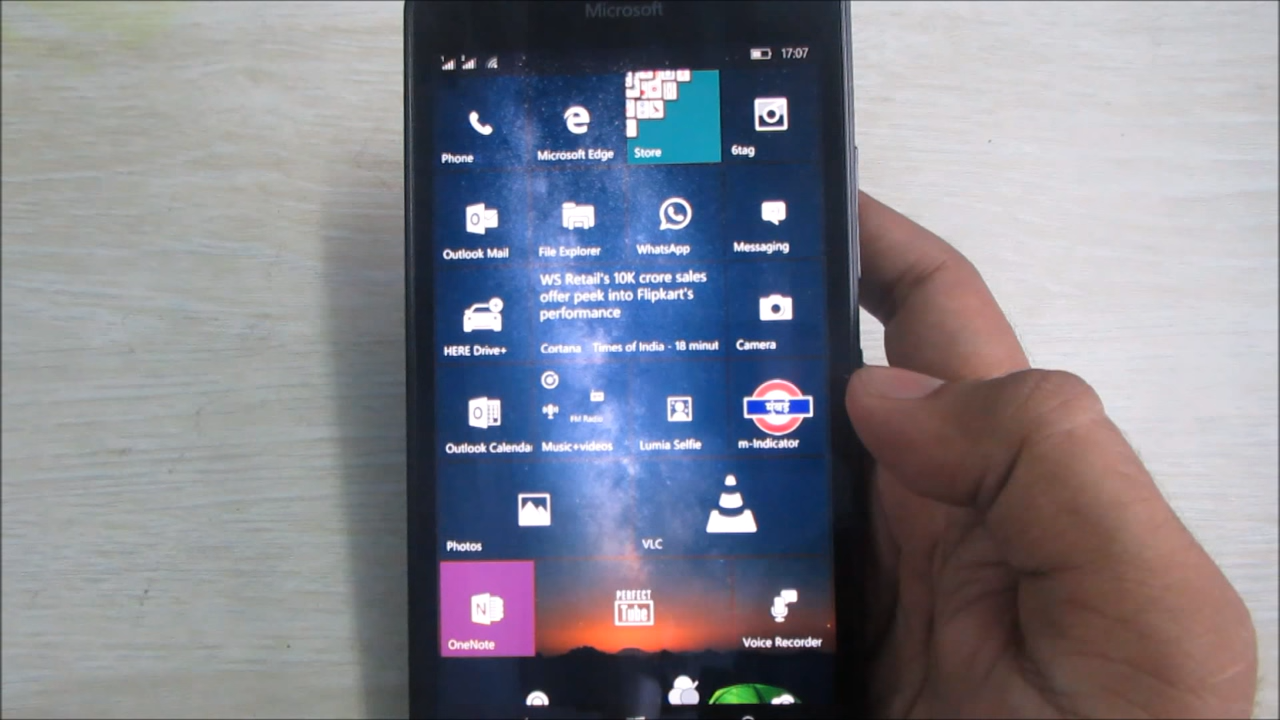 Microsoft
17:07
Phone
Microsoft Edge
Store
6tag
Outlook Mail
File Explorer
WhatsApp
Messaging
WS Retail's 10K crore sales
offer peek into Flipkart's
performance
HERE Drive+
Cortana
Times of India - 18 minut
Camera
FM Radio
Outlook Calenda
Music+videos
Lumia Selfie
मुंबई
m-Indicator
Photos
VLC
N
OneNote
PERFECT
Tube
Voice Recorder